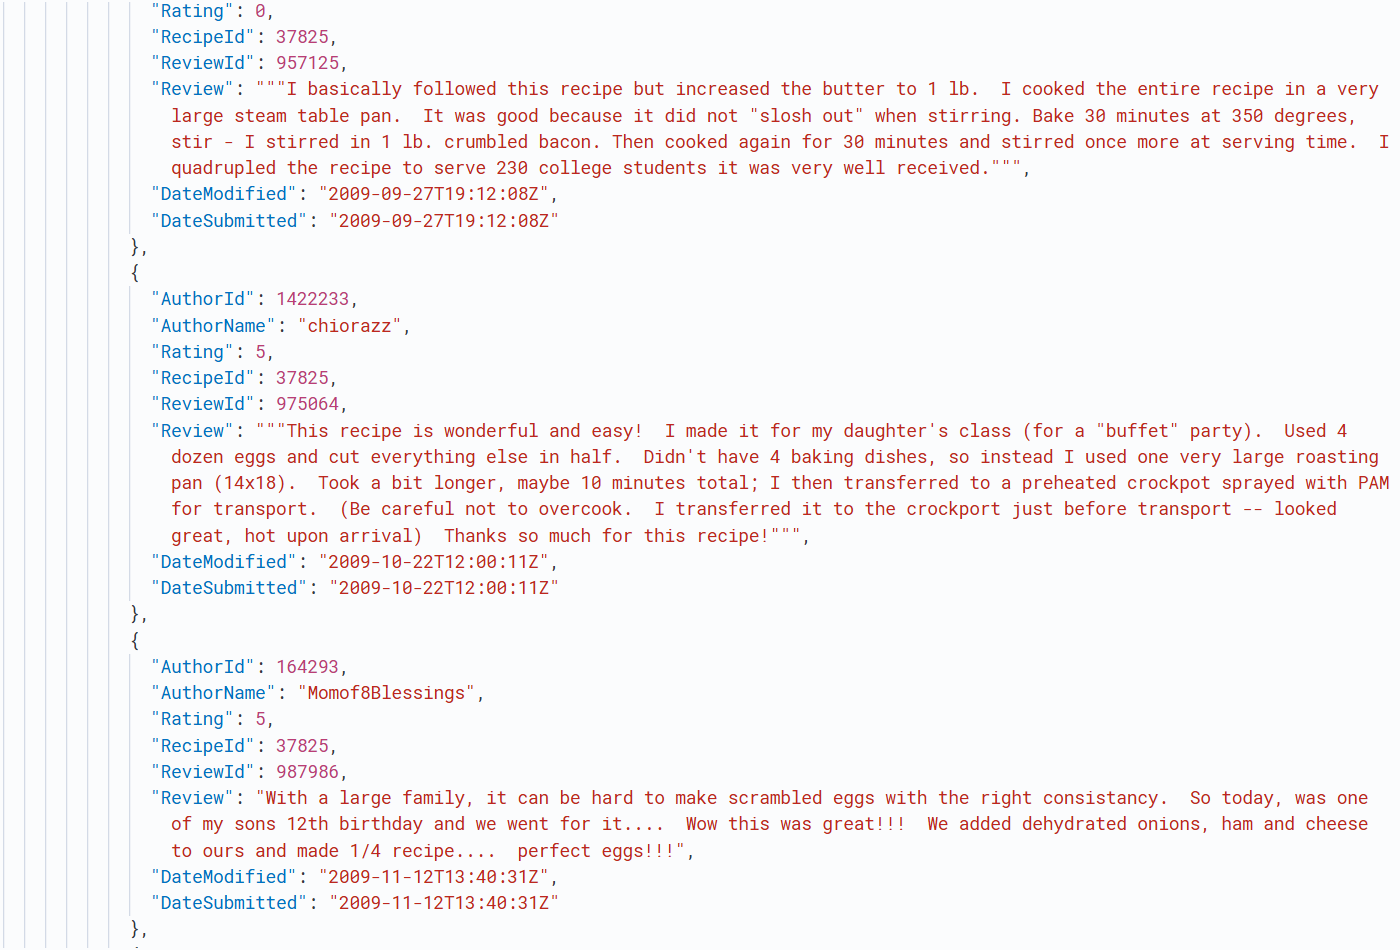 "Rating": 0,
"RecipeId": 37825,
"ReviewId": 957125,
"Review": """I basically followed this recipe but increased the butter to 1 lb.  I cooked the entire recipe in a very
large steam table pan.  It was good because it did not "slosh out" when stirring. Bake 30 minutes at 350 degrees,
stir - I stirred in 1 lb. crumbled bacon. Then cooked again for 30 minutes and stirred once more at serving time.  I
quadrupled the recipe to serve 230 college students it was very well received.""",
"DateModified": "2009-09-27T19:12:08Z",
"DateSubmitted": "2009-09-27T19:12:08Z"
},
{
"AuthorId": 1422233,
"AuthorName": "chiorazz",
"Rating": 5,
"RecipeId": 37825,
"ReviewId": 975064,
"Review": """This recipe is wonderful and easy!  I made it for my daughter's class (for a "buffet" party).  Used 4
dozen eggs and cut everything else in half.  Didn't have 4 baking dishes, so instead I used one very large roasting
pan (14x18).  Took a bit longer, maybe 10 minutes total; I then transferred to a preheated crockpot sprayed with PAM
for transport.  (Be careful not to overcook.  I transferred it to the crockport just before transport -- looked
great, hot upon arrival)  Thanks so much for this recipe!""",
"DateModified": "2009-10-22T12:00:11Z",
"DateSubmitted": "2009-10-22T12:00:11Z"
},
{
"AuthorId": 164293,
"AuthorName": "Momof8Blessings",
"Rating": 5,
"RecipeId": 37825,
"ReviewId": 987986,
"Review": "With a large family, it can be hard to make scrambled eggs with the right consistancy.  So today, was one
of my sons 12th birthday and we went for it....  Wow this was great!!!  We added dehydrated onions, ham and cheese
to ours and made 1/4 recipe....  perfect eggs!!!",
"DateModified": "2009-11-12T13:40:31Z",
"DateSubmitted": "2009-11-12T13:40:31Z"
},